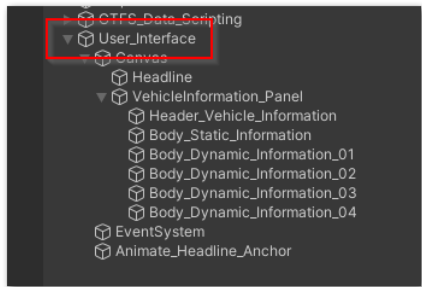 GTFS_Data_Scripting
User_Interface
Canvas
Headline
VehicleInformation_Panel
Header_Vehicle_Information
Body_Static_Information
Body_Dynamic_Information_01
Body_Dynamic_Information_02
Body_Dynamic_Information_03
Body_Dynamic_Information_04
EventSystem
Animate_Headline_Anchor